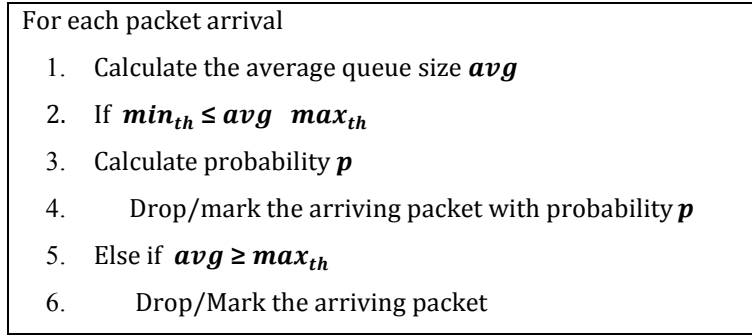 For each packet arrival
1. Calculate the average queue size avg
2. If min_th ≤ avg max_th
3. Calculate probability p
4. Drop/mark the arriving packet with probability p
5. Else if avg ≥ max_th
6. Drop/Mark the arriving packet